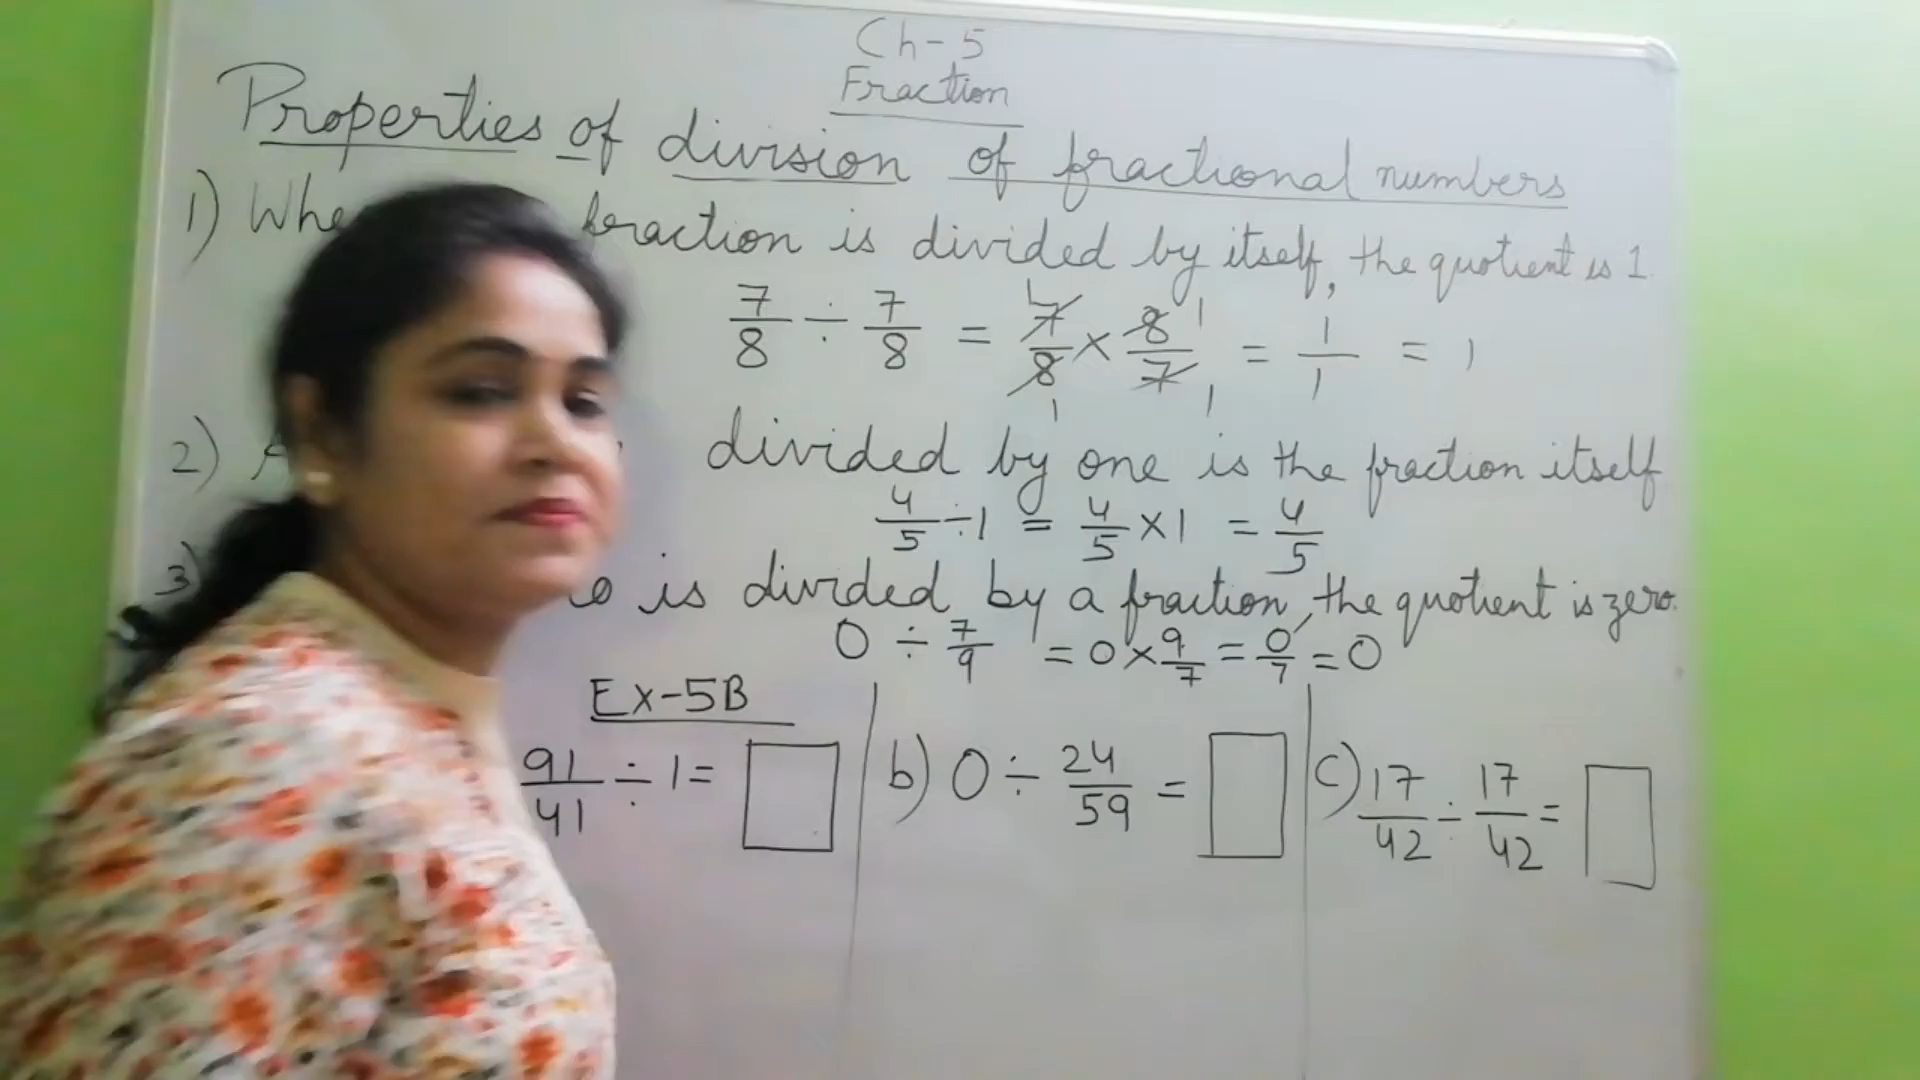 Ch-5
Fraction
Properties of division of fractional numbers
1) fraction is divided by itself, the quotient is 1.
7/8 ÷ 7/8 = 7/8 × 8/7 = 1/1 = 1
2) divided by one is the fraction itself
4/5 ÷ 1 = 4/5 × 1 = 4/5
3) is divided by a fraction, the quotient is zero.
0 ÷ 7/9 = 0 × 9/7 = 0/7 = 0
Ex-5B
91/41 ÷ 1 =
b) 0 ÷ 24/59 =
c) 17/42 ÷ 17/42 =